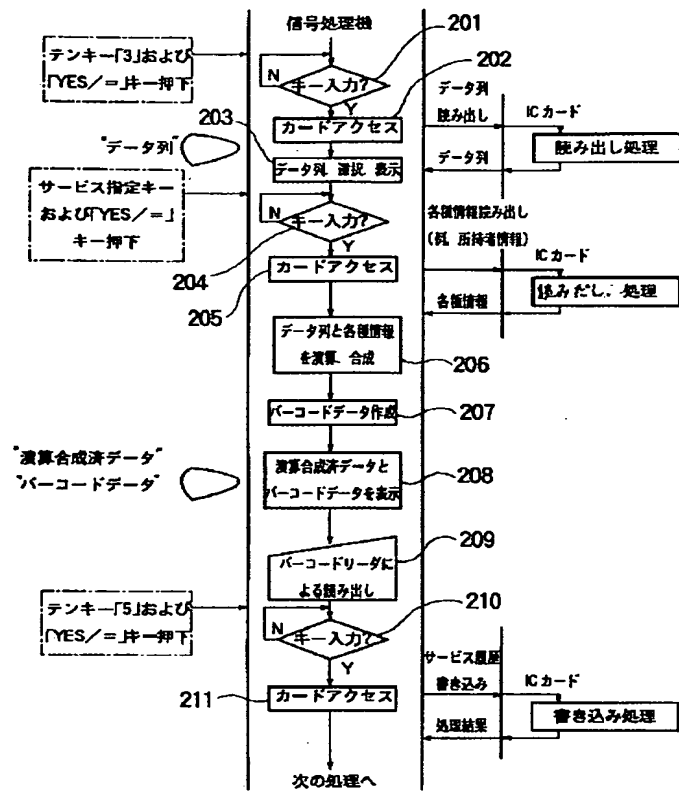 信号処理機
201
テンキー「3」および
「YES/=」キー押下
N
キー入力?
Y
202
カードアクセス
データ列
読み出し
ICカード
読み出し処理
データ列
"データ列"
203
データ列、選択、表示
サービス指定キー
および「YES/=」
キー押下
N
キー入力?
Y
204
各種情報読み出し
(例、所持者情報)
ICカード
205
カードアクセス
読みだし、処理
各種情報
データ列と各種情報
を演算、合成
206
バーコードデータ作成
207
"演算合成済データ"
"バーコードデータ"
演算合成済データと
バーコードデータを表示
208
209
バーコードリーダに
よる読み出し
テンキー「5」および
「YES/=」キー押下
210
N
キー入力?
Y
211
カードアクセス
サービス履歴
書き込み
ICカード
書き込み処理
処理結果
次の処理へ